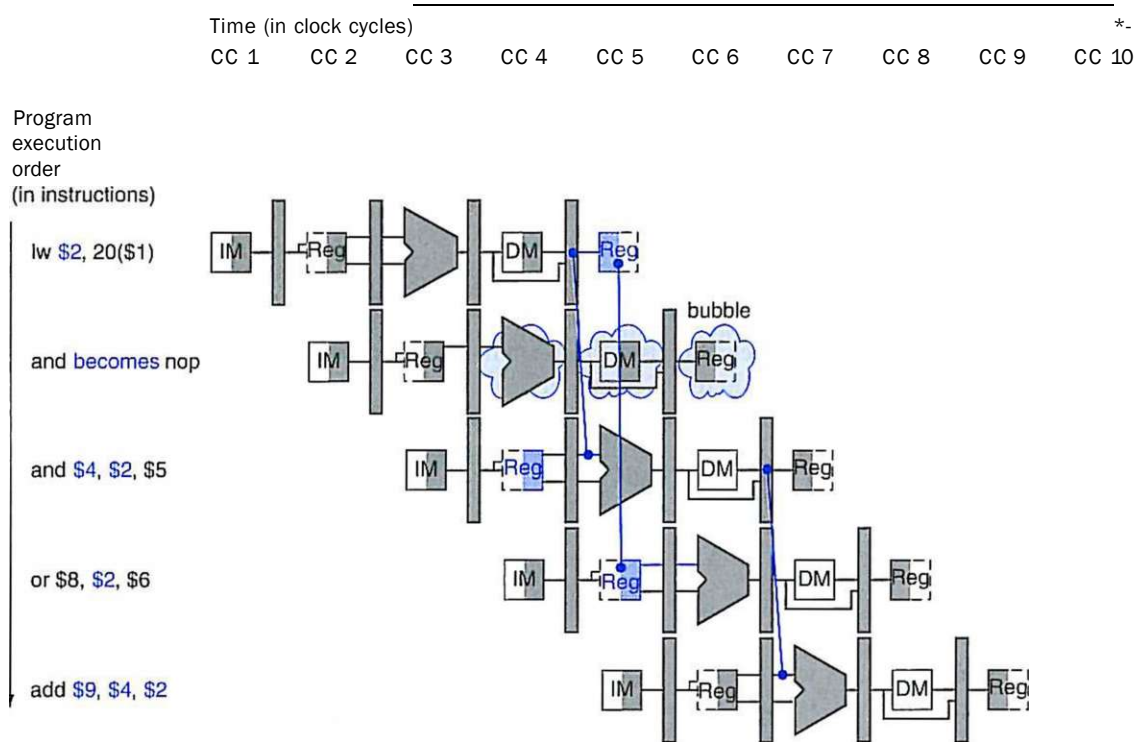 Time (in clock cycles) *-
CC 1 CC 2 CC 3 CC 4 CC 5 CC 6 CC 7 CC 8 CC 9 CC 10
Program
execution
order
(in instructions)
lw $2, 20($1) IM Reg DM Reg
bubble
and becomes nop IM Reg DM Reg
and $4, $2, $5 IM Reg DM Reg
or $8, $2, $6 IM Reg DM Reg
add $9, $4, $2 IM Reg DM Reg